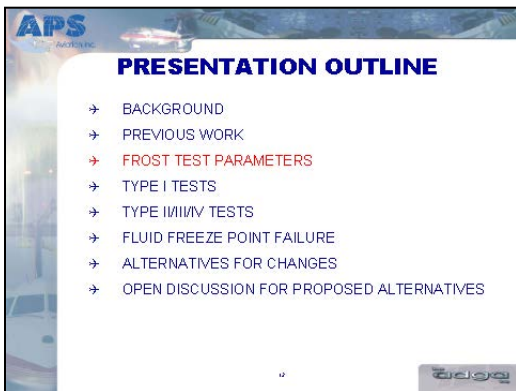 APS
Aviation Inc.
PRESENTATION OUTLINE
BACKGROUND
PREVIOUS WORK
FROST TEST PARAMETERS
TYPE I TESTS
TYPE II/III/IV TESTS
FLUID FREEZE POINT FAILURE
ALTERNATIVES FOR CHANGES
OPEN DISCUSSION FOR PROPOSED ALTERNATIVES